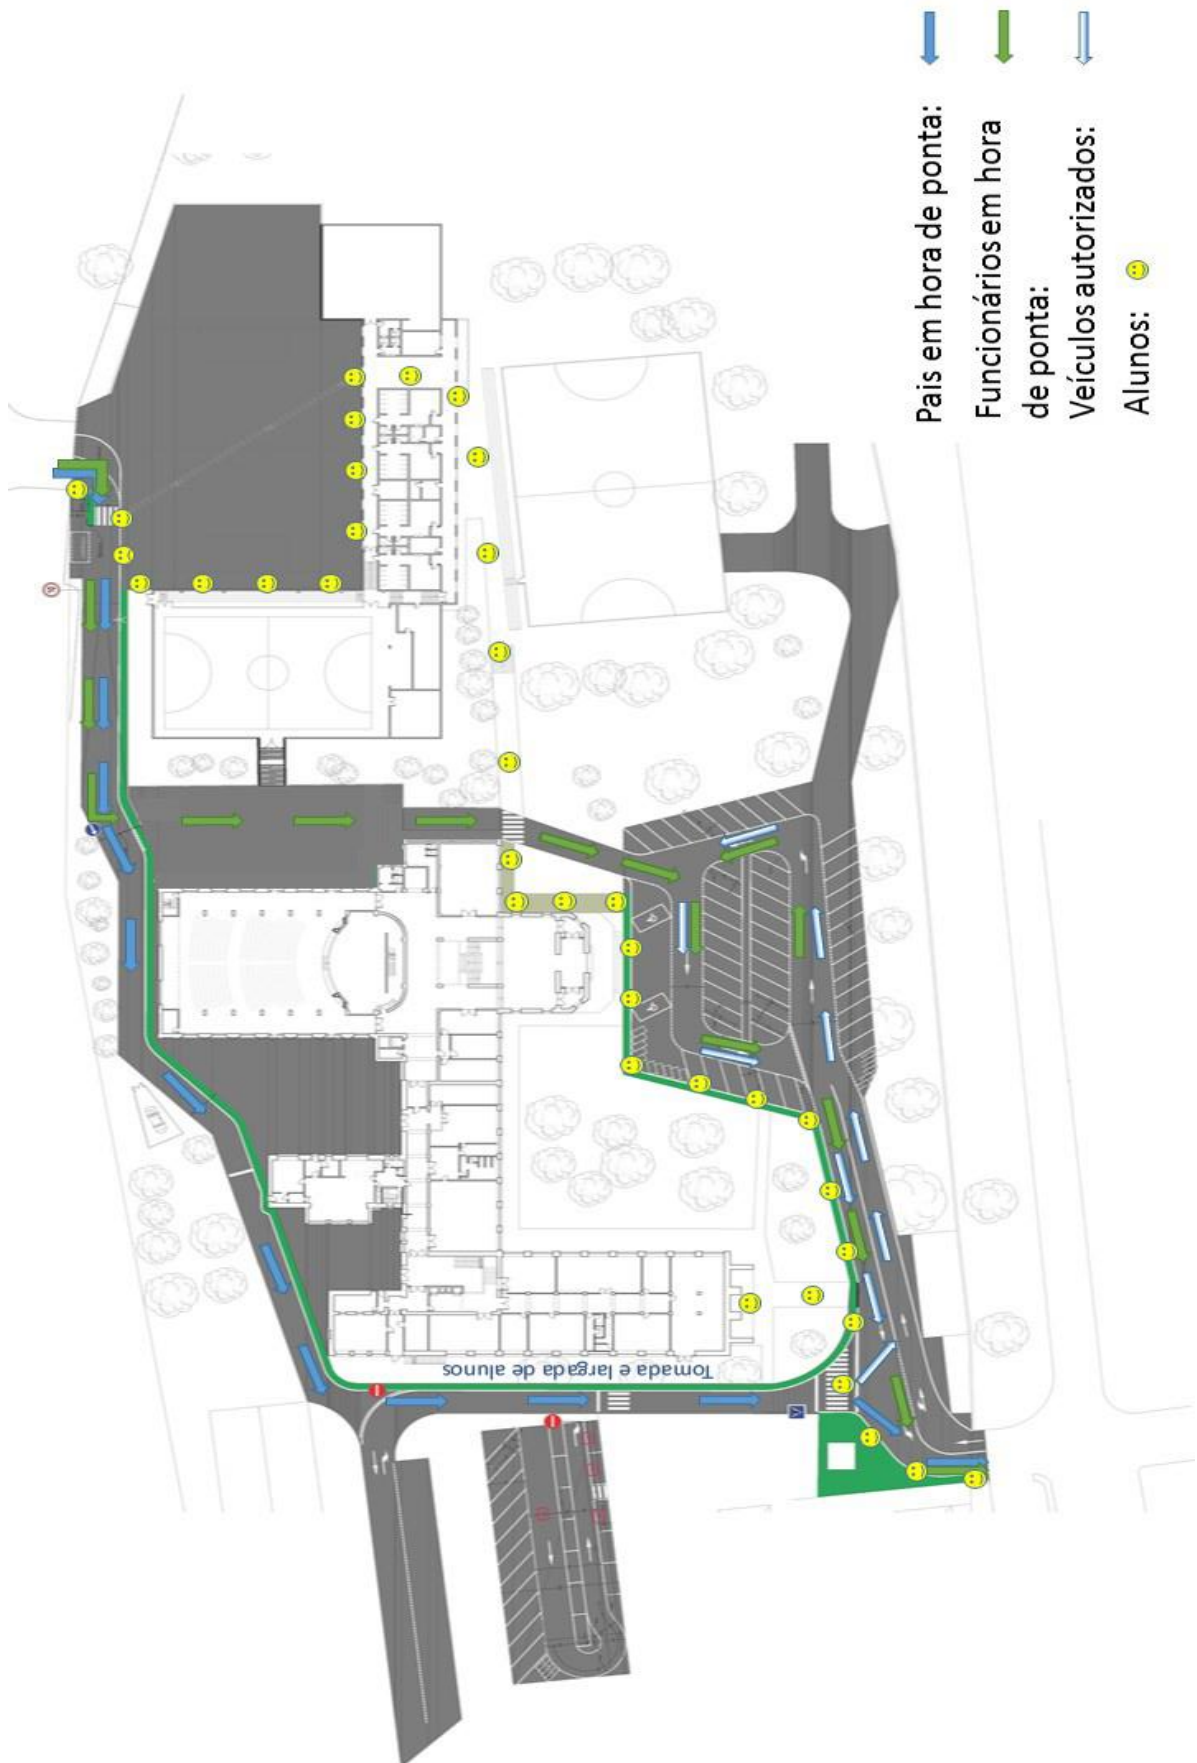 Pais em hora de ponta:
Funcionários em hora
de ponta:
Veículos autorizados:
Alunos:
Tomada e largada de alunos